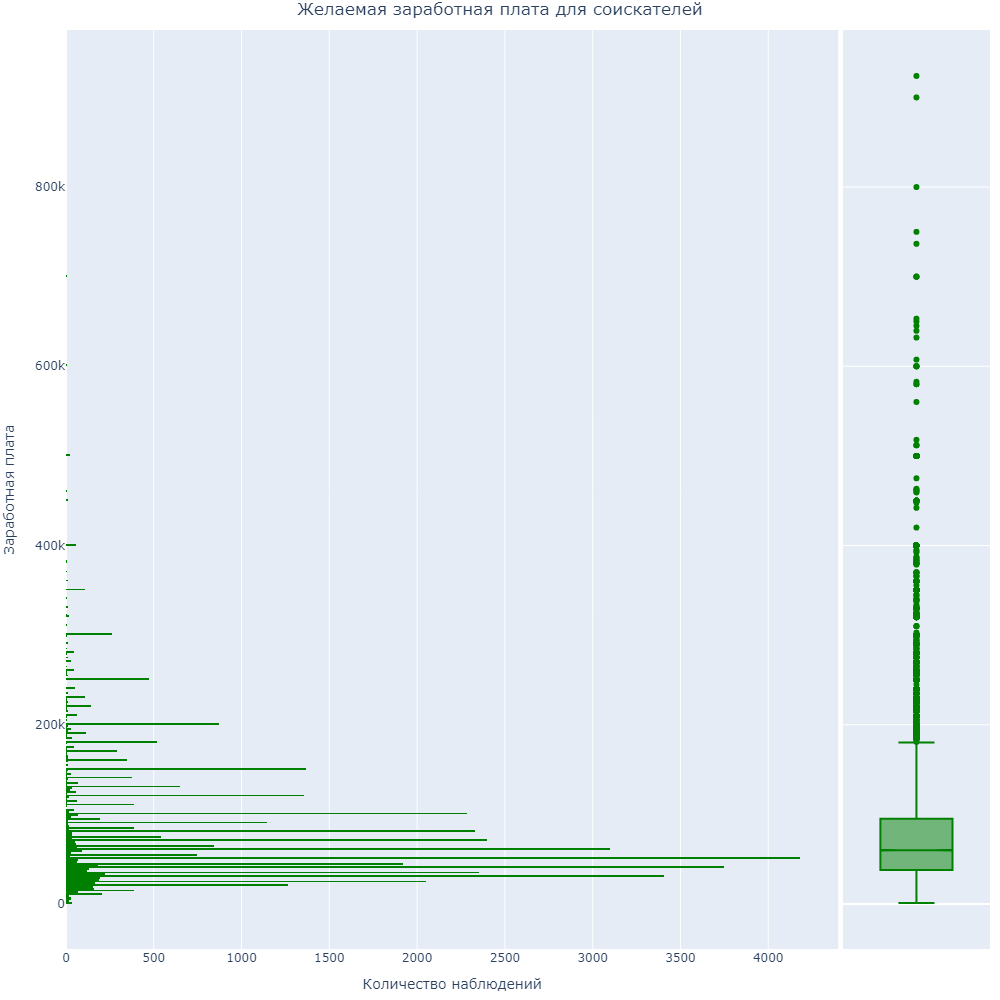 Желаемая заработная плата для соискателей
Заработная плата
800k
600k
400k
200k
0
0 500 1000 1500 2000 2500 3000 3500 4000
Количество наблюдений